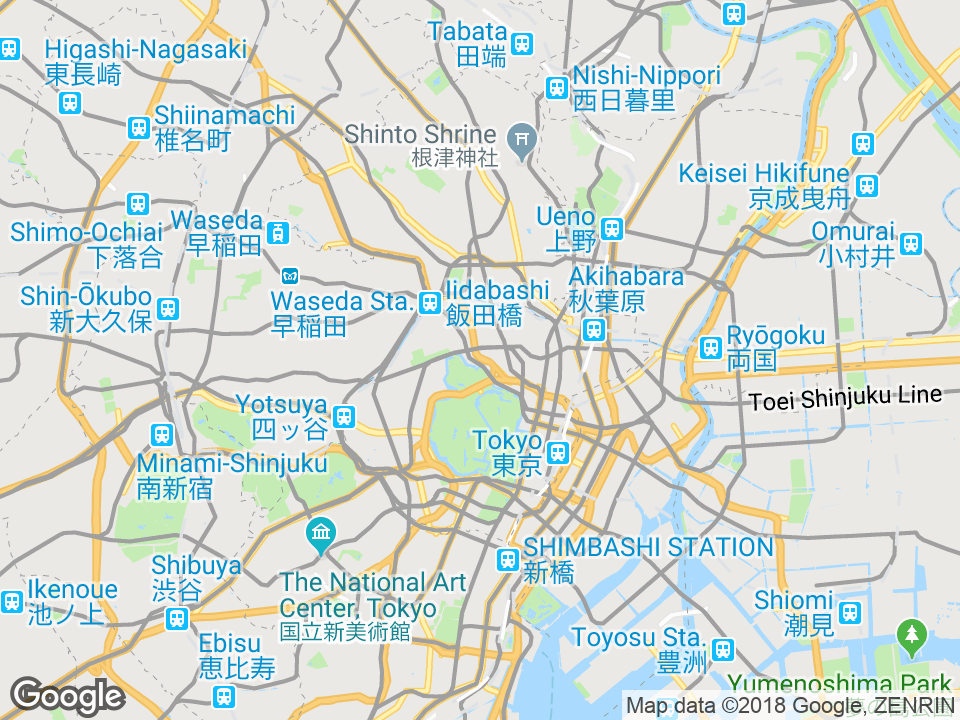 Tabata
田端
Higashi-Nagasaki
東長崎
Nishi-Nippori
西日暮里
Shiinamachi
椎名町
Shinto Shrine
根津神社
Keisei Hikifune
京成曳舟
Shimo-Ochiai
下落合
Waseda
早稲田
Ueno
上野
Omurai
小村井
Shin-Ōkubo
新大久保
Waseda Sta.
早稲田
Iidabashi
飯田橋
Akihabara
秋葉原
Ryōgoku
両国
Toei Shinjuku Line
Yotsuya
四ッ谷
Tokyo
東京
Minami-Shinjuku
南新宿
SHIMBASHI STATION
新橋
Shibuya
渋谷
The National Art
Center, Tokyo
国立新美術館
Ikenoue
池ノ上
Shiomi
潮見
Ebisu
恵比寿
Toyosu Sta.
豊洲
Yumenoshima Park
Google
Map data ©2018 Google, ZENRIN